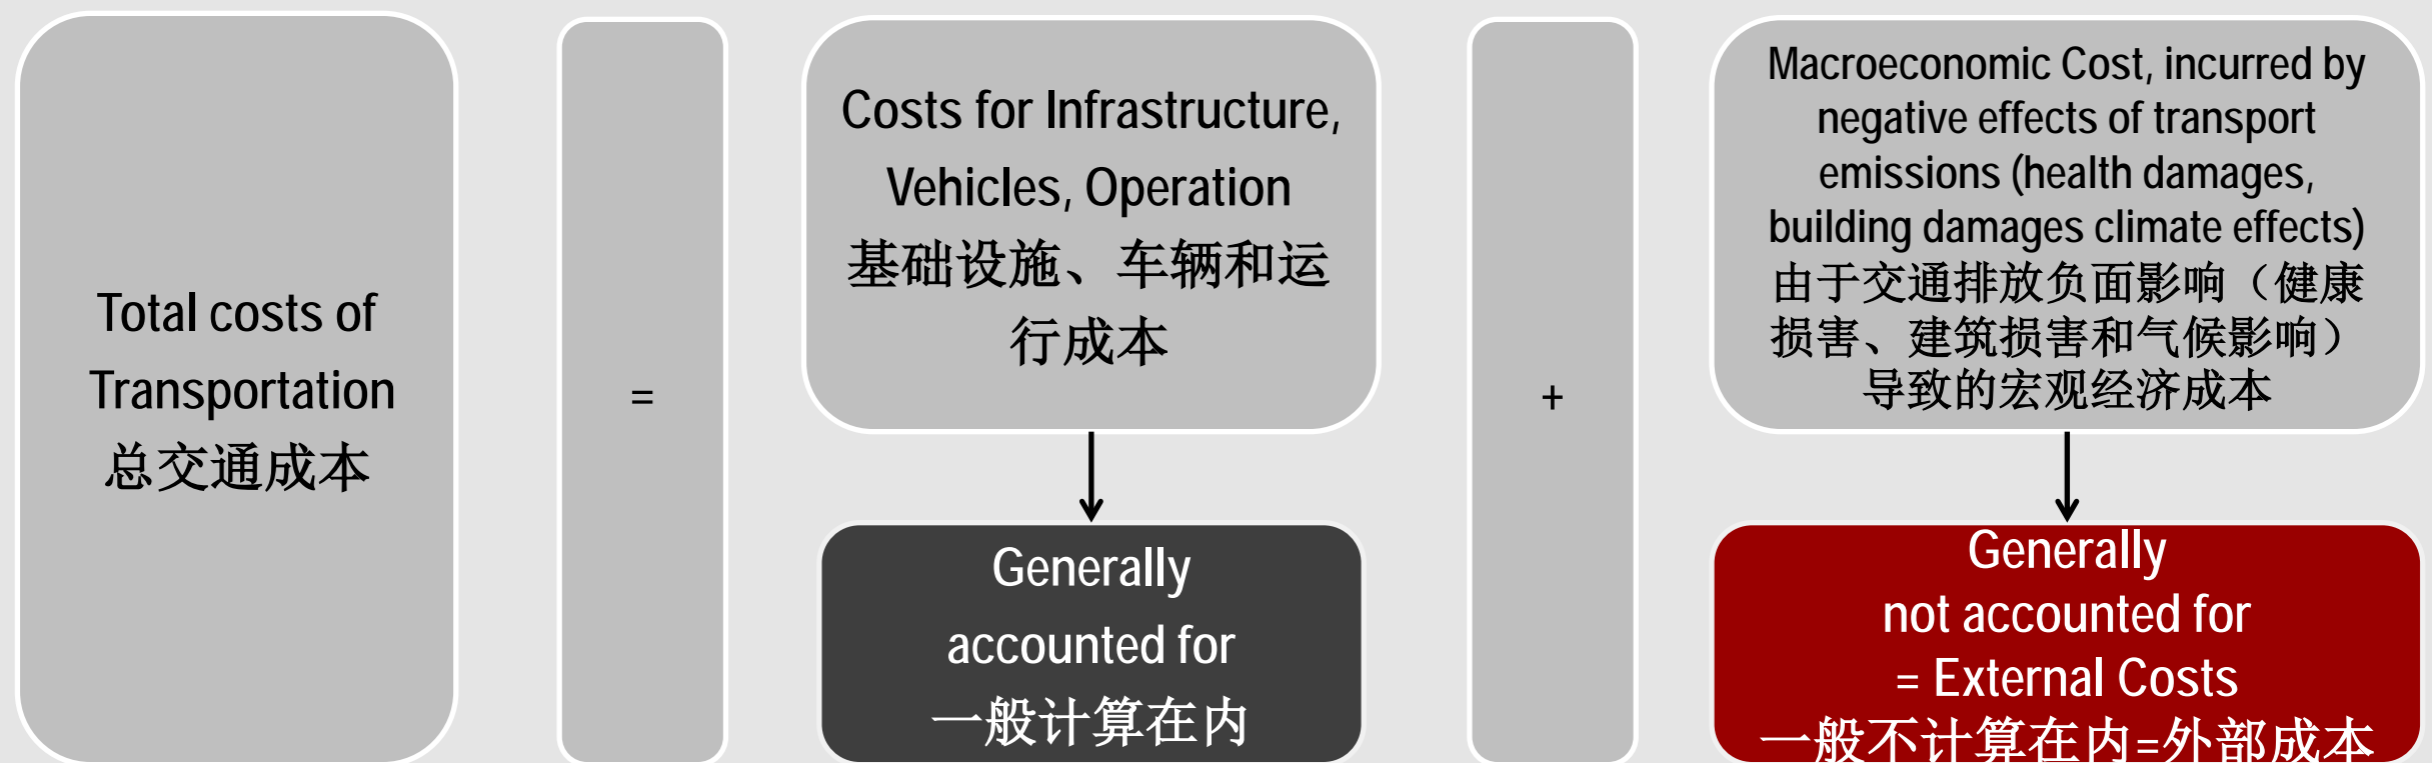 Total costs of
Transportation
总交通成本
=
Costs for Infrastructure,
Vehicles, Operation
基础设施、车辆和运
行成本
Generally
accounted for
一般计算在内
+
Macroeconomic Cost, incurred by
negative effects of transport
emissions (health damages,
building damages climate effects)
由于交通排放负面影响（健康
损害、建筑损害和气候影响）
导致的宏观经济成本
Generally
not accounted for
= External Costs
一般不计算在内=外部成本